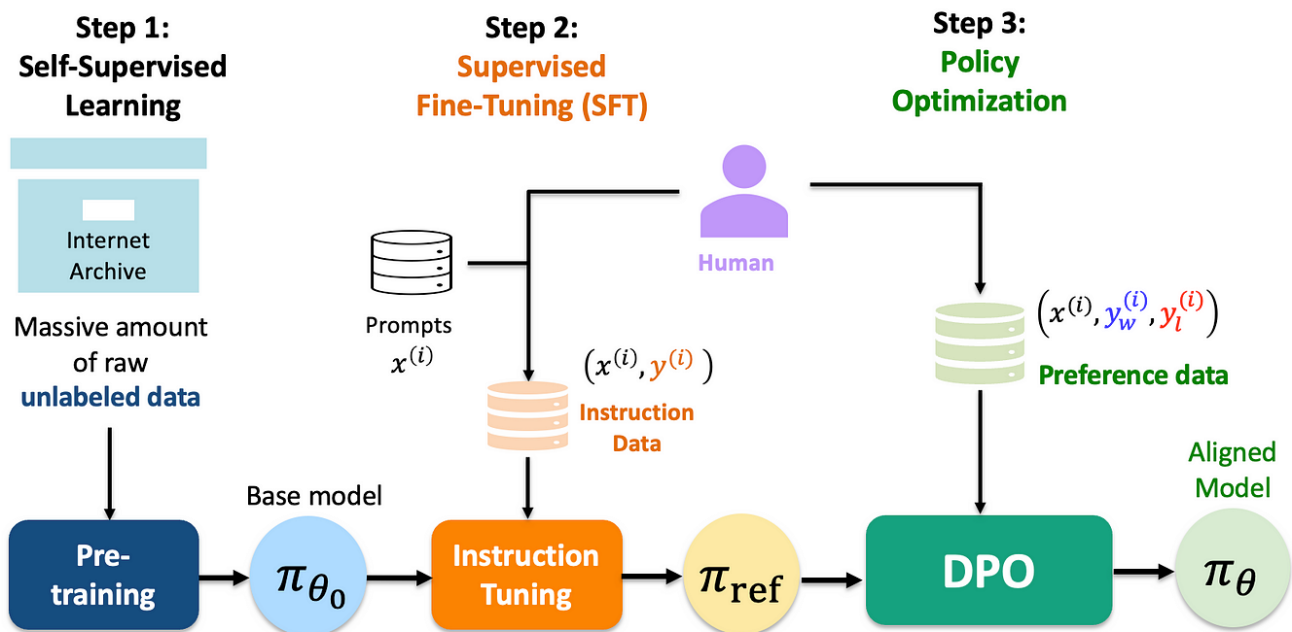 Step 1:
Self-Supervised
Learning
Step 2:
Supervised
Fine-Tuning (SFT)
Step 3:
Policy
Optimization
Internet
Archive
Massive amount
of raw
unlabeled data
Prompts
x^(i)
Human
(x^(i), y^(i))
Instruction
Data
(x^(i), y_w^(i), y_l^(i))
Preference data
Base model
Aligned
Model
Pre-
training
π_θ₀
Instruction
Tuning
π_ref
DPO
π_θ